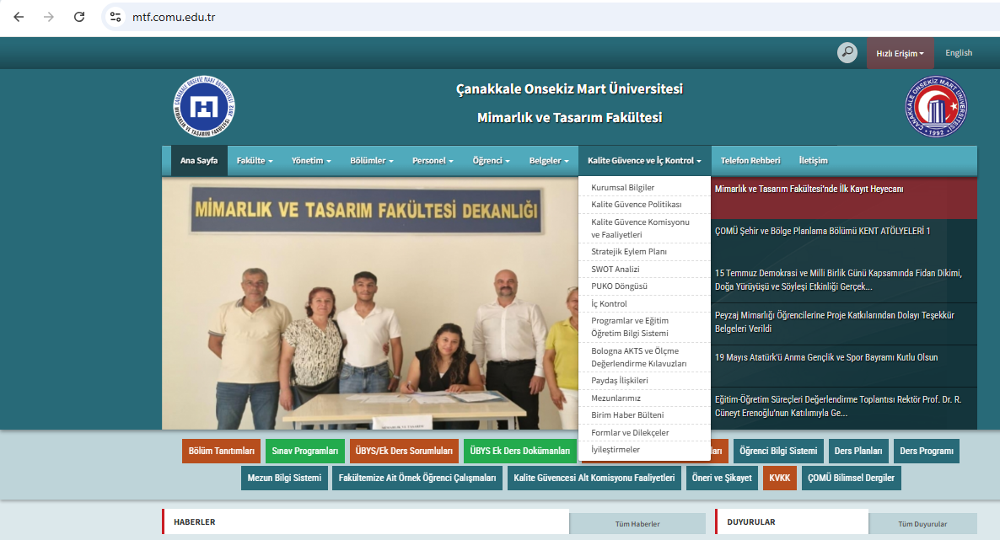 mtf.comu.edu.tr
Hızlı Erişim
English
Çanakkale Onsekiz Mart Üniversitesi
Mimarlık ve Tasarım Fakültesi
Ana Sayfa
Fakülte
Yönetim
Bölümler
Personel
Öğrenci
Belgeler
Kalite Güvence ve İç Kontrol
Telefon Rehberi
İletişim
MİMARLIK VE TASARIM FAKÜLTESİ DEKANLIĞI
Kurumsal Bilgiler
Kalite Güvence Politikası
Kalite Güvence Komisyonu
ve Faaliyetleri
Stratejik Eylem Planı
SWOT Analizi
PUKO Döngüsü
İç Kontrol
Programlar ve Eğitim
Öğretim Bilgi Sistemi
Bologna AKTS ve Ölçme
Değerlendirme Kılavuzları
Paydaş İlişkileri
Mezunlarımız
Birim Haber Bülteni
Formlar ve Dilekçeler
İyileştirmeler
Mimarlık ve Tasarım Fakültesi'nde İlk Kayıt Heyecanı
ÇOMÜ Şehir ve Bölge Planlama Bölümü KENT ATÖLYELERİ 1
15 Temmuz Demokrasi ve Milli Birlik Günü Kapsamında Fidan Dikimi,
Doğa Yürüyüşü ve Söyleşi Etkinliği Gerçek...
Peyzaj Mimarlığı Öğrencilerine Proje Katkılarından Dolayı Teşekkür
Belgeleri Verildi
19 Mayıs Atatürk'ü Anma Gençlik ve Spor Bayramı Kutlu Olsun
Eğitim-Öğretim Süreçleri Değerlendirme Toplantısı Rektör Prof. Dr. R.
Cüneyt Erenoğlu'nun Katılımıyla Ge...
Bölüm Tanıtımları
Sınav Programları
ÜBYS/Ek Ders Sorumluları
ÜBYS Ek Ders Dokümanları
ları
Öğrenci Bilgi Sistemi
Ders Planları
Ders Programı
Mezun Bilgi Sistemi
Fakültemize Ait Örnek Öğrenci Çalışmaları
Kalite Güvencesi Alt Komisyonu Faaliyetleri
Öneri ve Şikayet
KVKK
ÇOMÜ Bilimsel Dergiler
HABERLER
Tüm Haberler
DUYURULAR
Tüm Duyurular